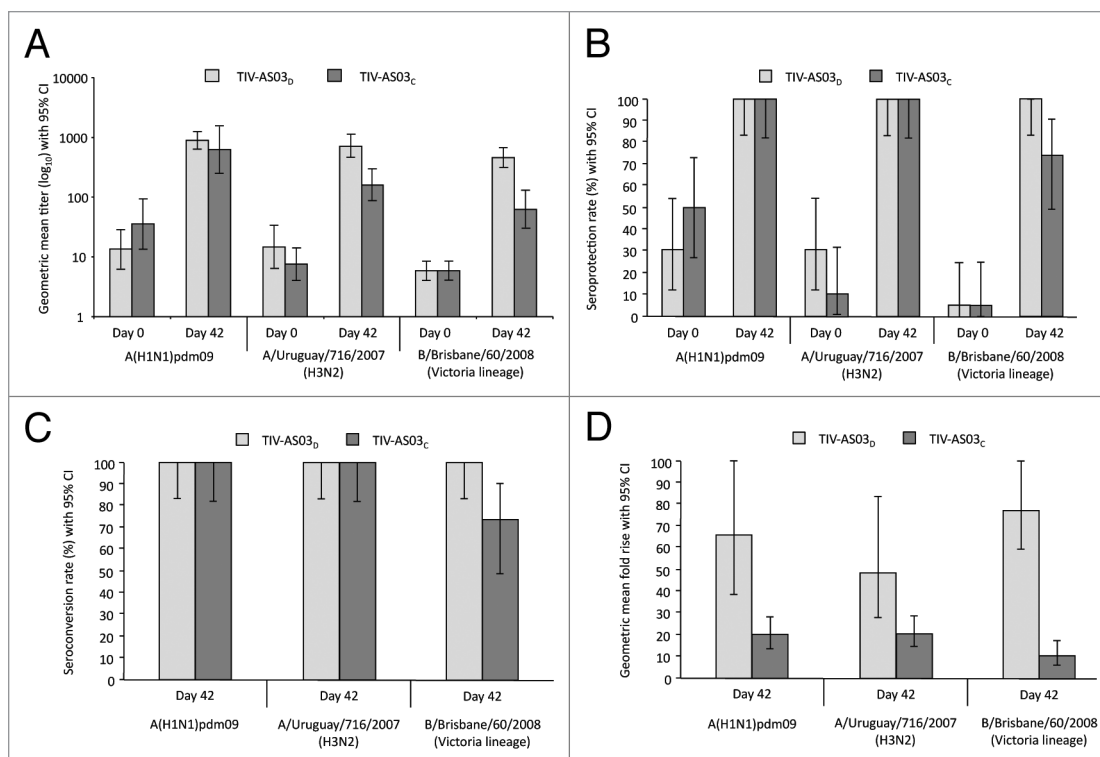 A
TIV-AS03D TIV-AS03C
Geometric mean titer (log10) with 95% CI
10000
1000
100
10
1
Day 0 Day 42 Day 0 Day 42 Day 0 Day 42
A(H1N1)pdm09 A/Uruguay/716/2007 B/Brisbane/60/2008
(H3N2) (Victoria lineage)
B
TIV-AS03D TIV-AS03C
Seroprotection rate (%) with 95% CI
100
90
80
70
60
50
40
30
20
10
0
Day 0 Day 42 Day 0 Day 42 Day 0 Day 42
A(H1N1)pdm09 A/Uruguay/716/2007 B/Brisbane/60/2008
(H3N2) (Victoria lineage)
C
TIV-AS03D TIV-AS03C
Seroconversion rate (%) with 95% CI
100
90
80
70
60
50
40
30
20
10
0
Day 42 Day 42 Day 42
A(H1N1)pdm09 A/Uruguay/716/2007 B/Brisbane/60/2008
(H3N2) (Victoria lineage)
D
TIV-AS03D TIV-AS03C
Geometric mean fold rise with 95% CI
100
90
80
70
60
50
40
30
20
10
0
Day 42 Day 42 Day 42
A(H1N1)pdm09 A/Uruguay/716/2007 B/Brisbane/60/2008
(H3N2) (Victoria lineage)